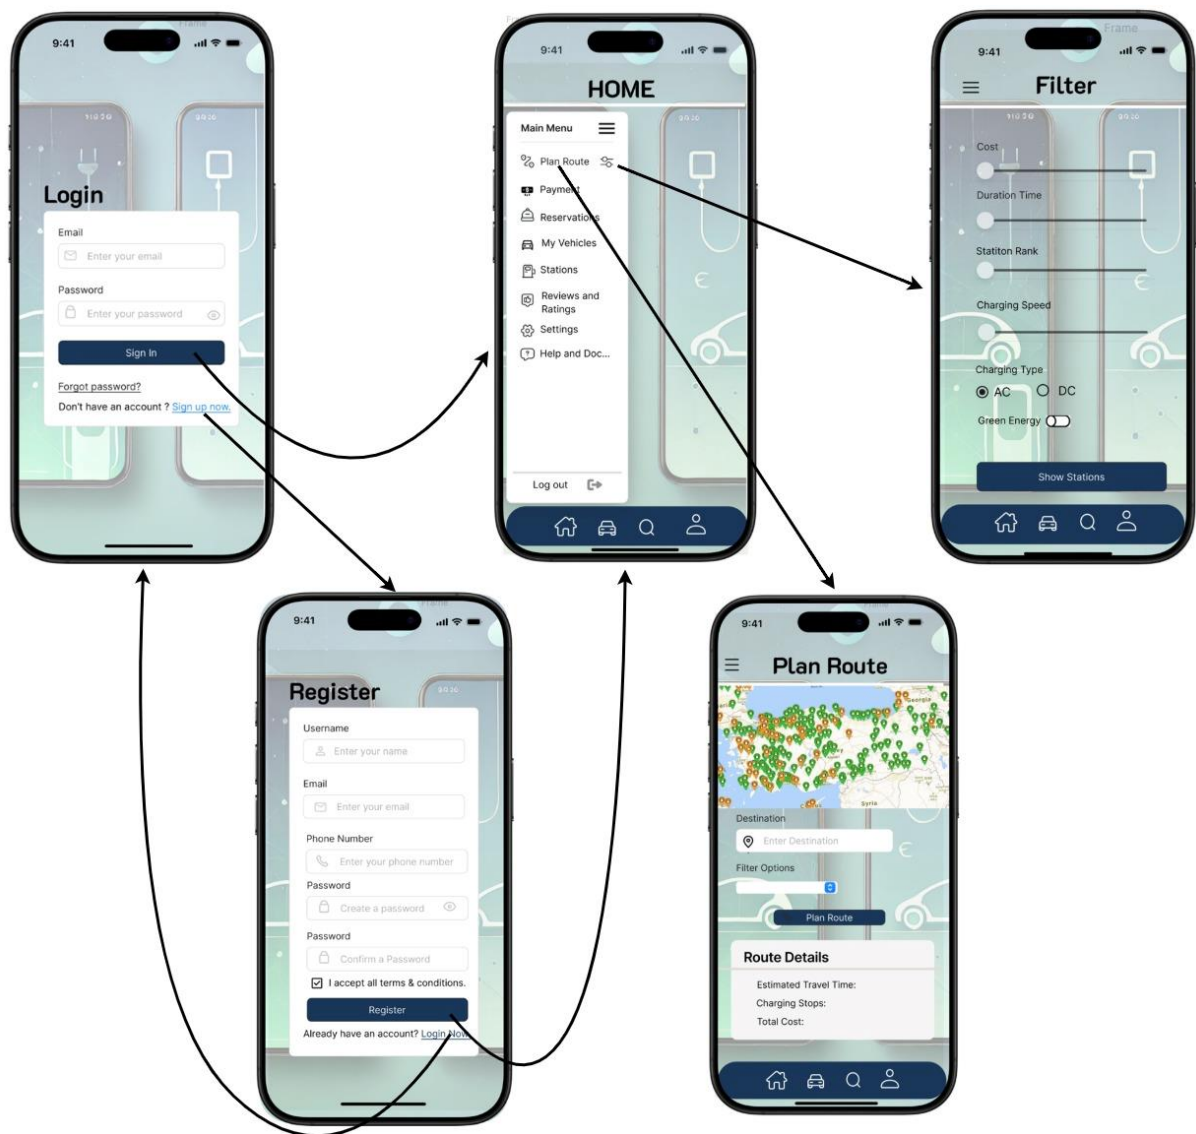 Frame
9:41
Login
Email
Enter your email
Password
Enter your password
Sign In
Forgot password?
Don't have an account ? Sign up now.
9:41
HOME
Main Menu
Plan Route
Payment
Reservations
My Vehicles
Stations
Reviews and
Ratings
Settings
Help and Doc...
Log out
Frame
9:41
Filter
Cost
Duration Time
Statiton Rank
Charging Speed
Charging Type
AC
DC
Green Energy
Show Stations
Frame
9:41
Register
Username
Enter your name
Email
Enter your email
Phone Number
Enter your phone number
Password
Create a password
Password
Confirm a Password
I accept all terms & conditions.
Register
Already have an account? Login Now.
Frame
9:41
Plan Route
Georgia
Syria
Destination
Enter Destination
Filter Options
Plan Route
Route Details
Estimated Travel Time:
Charging Stops:
Total Cost: